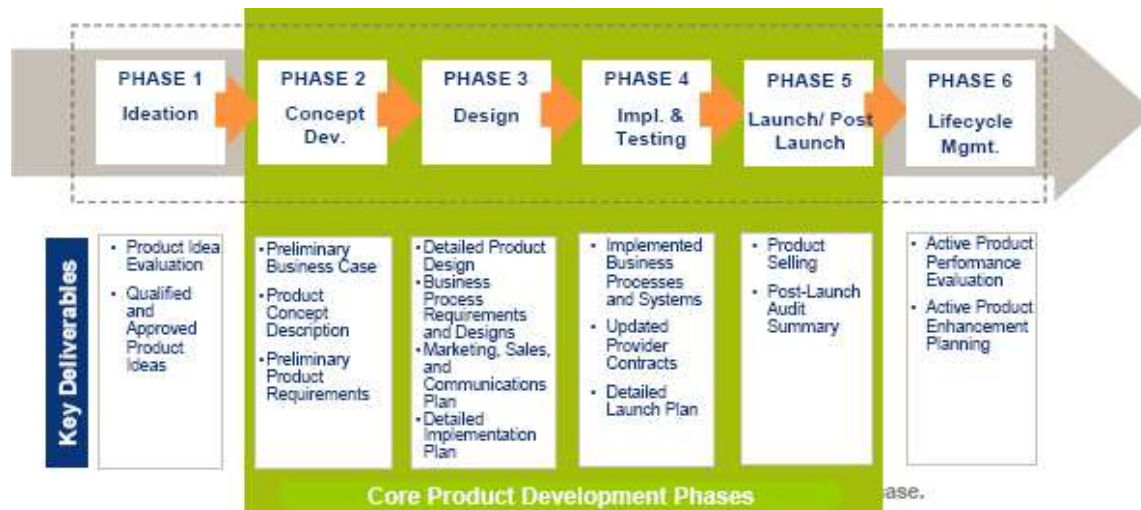 PHASE 1
Ideation
PHASE 2
Concept
Dev.
PHASE 3
Design
PHASE 4
Impl. &
Testing
PHASE 5
Launch/ Post
Launch
PHASE 6
Lifecycle
Mgmt.
Key Deliverables
• Product Idea
Evaluation
• Qualified
and
Approved
Product
Ideas
•Preliminary
Business Case
•Product
Concept
Description
•Preliminary
Product
Requirements
•Detailed Product
Design
•Business
Process
Requirements
and Designs
•Marketing, Sales,
and
Communications
Plan
•Detailed
Implementation
Plan
• Implemented
Business
Processes
and Systems
• Updated
Provider
Contracts
• Detailed
Launch Plan
• Product
Selling
• Post-Launch
Audit
Summary
• Active Product
Performance
Evaluation
• Active Product
Enhancement
Planning
Core Product Development Phases
ase.